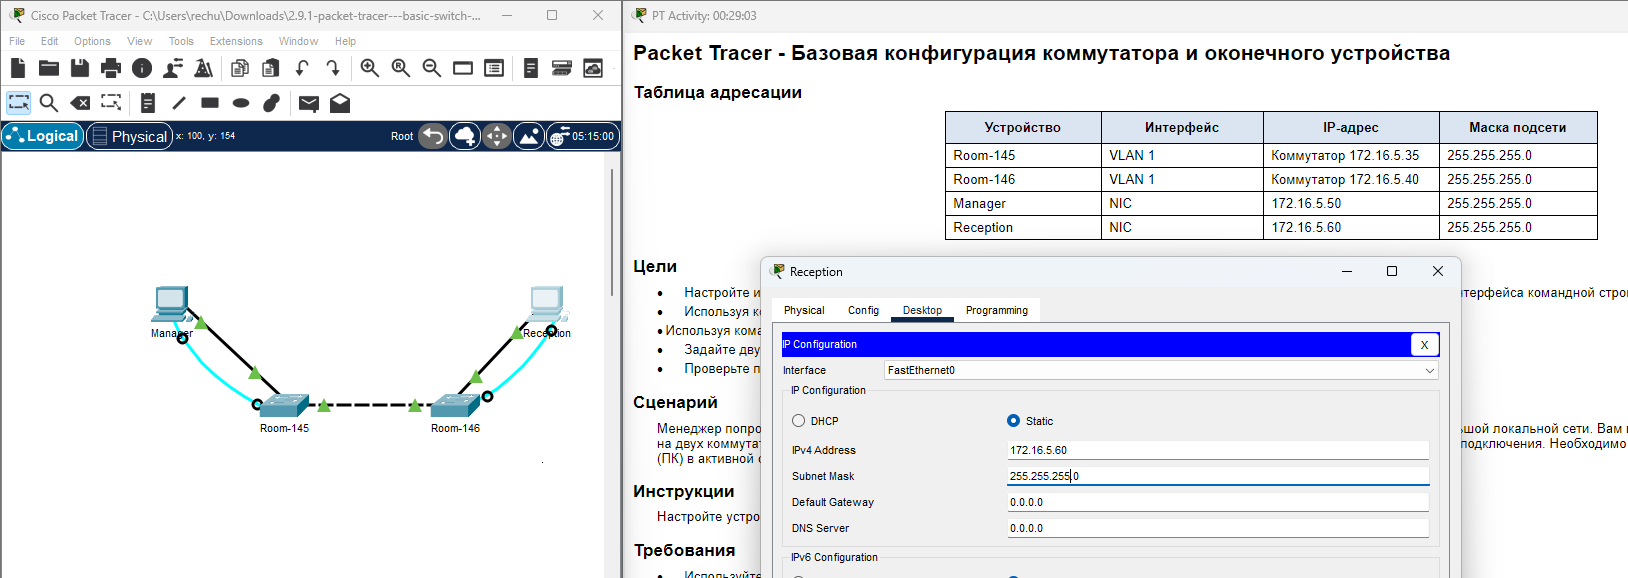 Cisco Packet Tracer - C:\Users\rechu\Downloads\2.9.1-packet-tracer---basic-switch-...
File Edit Options View Tools Extensions Window Help
Logical Physical x: 100, y: 154 Root 05:15:00
Manager
Reception
Room-145
Room-146
PT Activity: 00:29:03
Packet Tracer - Базовая конфигурация коммутатора и оконечного устройства
Таблица адресации
Устройство Интерфейс IP-адрес Маска подсети
Room-145 VLAN 1 Коммутатор 172.16.5.35 255.255.255.0
Room-146 VLAN 1 Коммутатор 172.16.5.40 255.255.255.0
Manager NIC 172.16.5.50 255.255.255.0
Reception NIC 172.16.5.60 255.255.255.0
Цели
• Настройте и
терфейса командной стро
• Используя к
• Используя кома
• Задайте дву
• Проверьте п
Сценарий
Менеджер попро
шой локальной сети. Вам
на двух коммута
подключения. Необходимо
(ПК) в активной
Инструкции
Настройте устро
Требования
• Используйте
Reception
Physical Config Desktop Programming
IP Configuration X
Interface FastEthernet0
IP Configuration
DHCP Static
IPv4 Address 172.16.5.60
Subnet Mask 255.255.255.0
Default Gateway 0.0.0.0
DNS Server 0.0.0.0
IPv6 Configuration